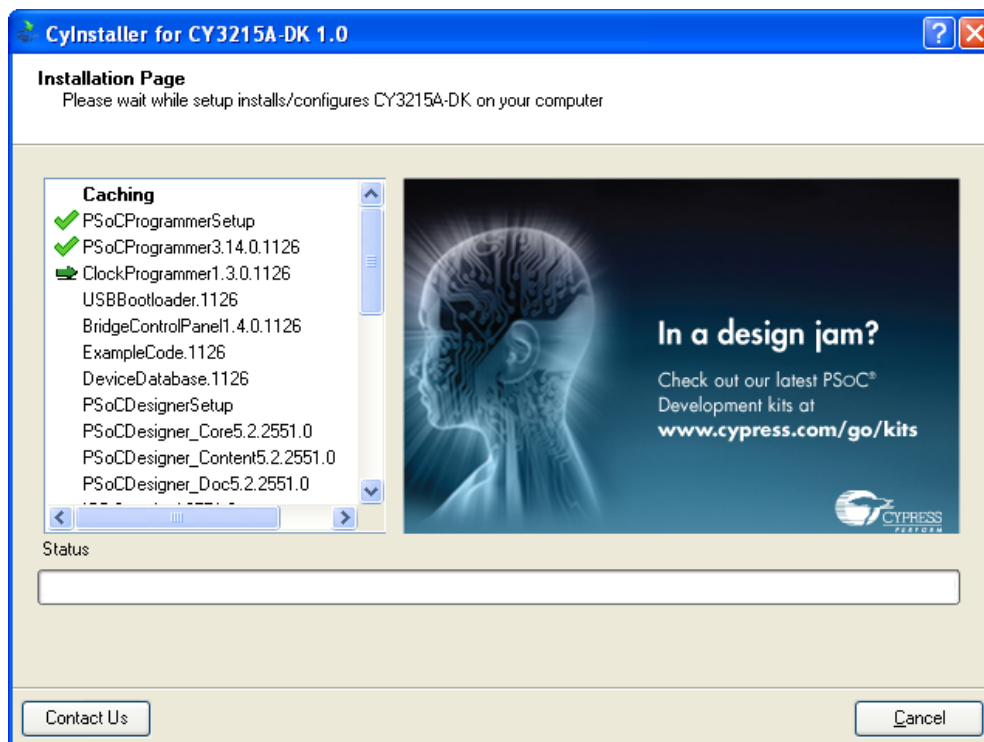 CyInstaller for CY3215A-DK 1.0
Installation Page
Please wait while setup installs/configures CY3215A-DK on your computer
Caching
PSoCProgrammerSetup
PSoCProgrammer3.14.0.1126
ClockProgrammer1.3.0.1126
USBBootloader.1126
BridgeControlPanel1.4.0.1126
ExampleCode.1126
DeviceDatabase.1126
PSoCDesignerSetup
PSoCDesigner_Core5.2.2551.0
PSoCDesigner_Content5.2.2551.0
PSoCDesigner_Doc5.2.2551.0
In a design jam?
Check out our latest PSoC®
Development kits at
www.cypress.com/go/kits
CYPRESS
PERFORM
Status
Contact Us
Cancel